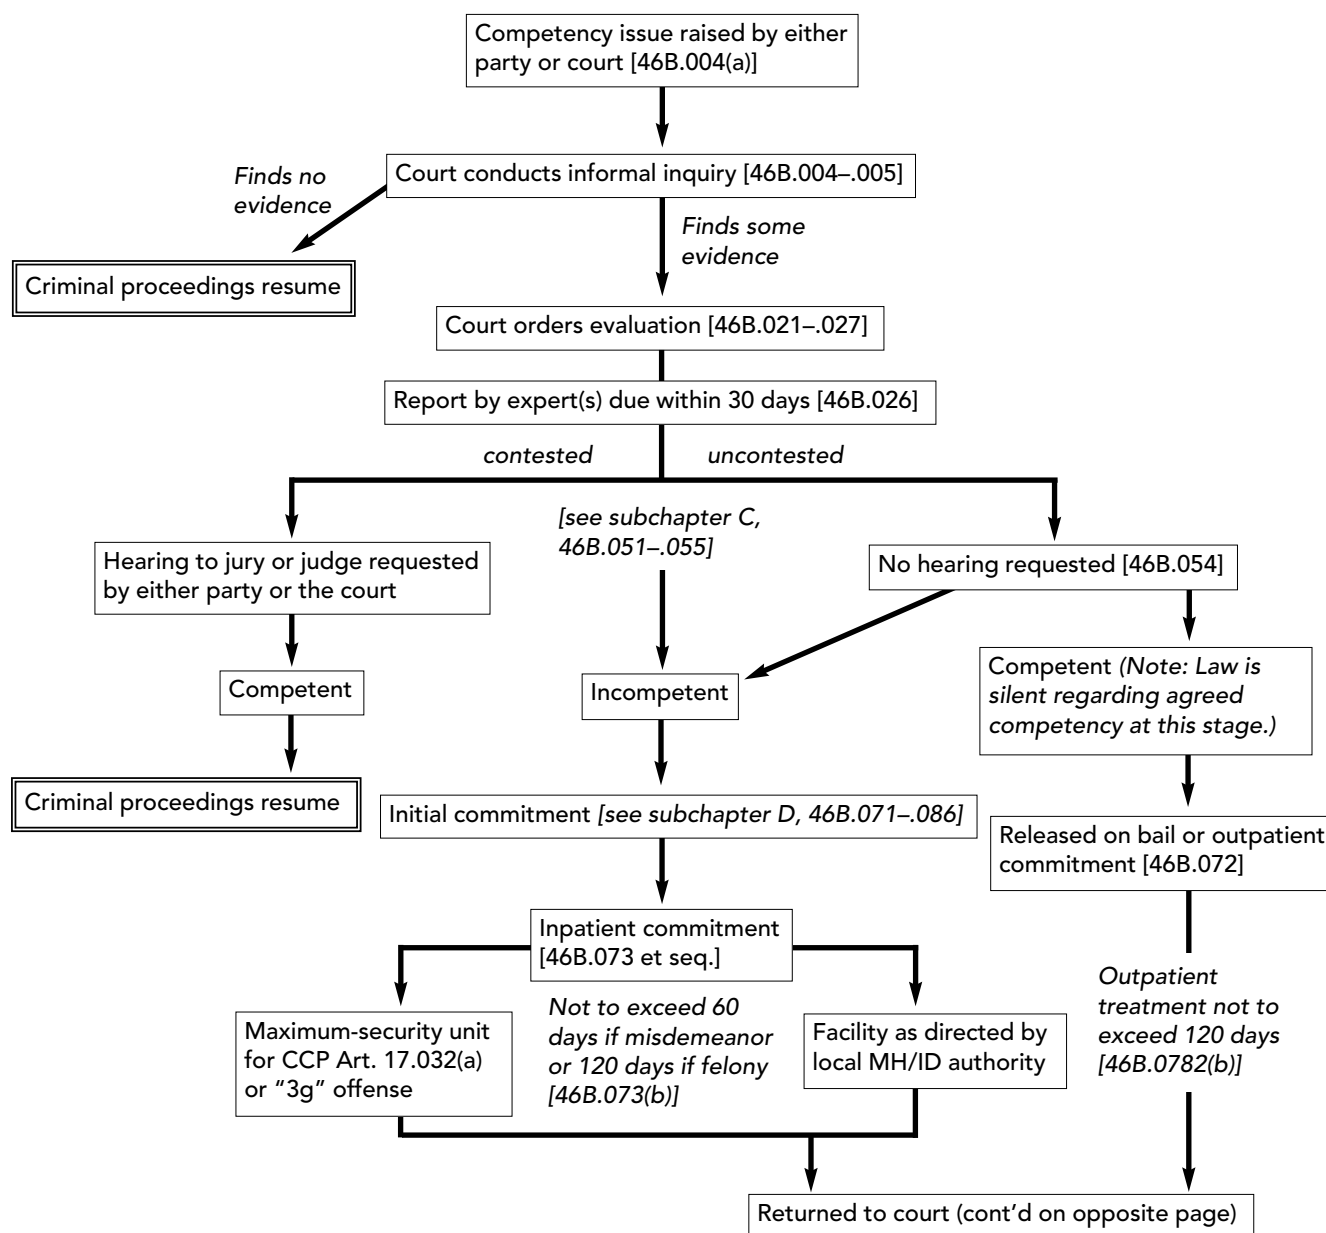 Competency issue raised by either
party or court [46B.004(a)]
Court conducts informal inquiry [46B.004–.005]
Finds no
evidence
Finds some
evidence
Criminal proceedings resume
Court orders evaluation [46B.021–.027]
Report by expert(s) due within 30 days [46B.026]
contested
uncontested
[see subchapter C,
46B.051–.055]
Hearing to jury or judge requested
by either party or the court
No hearing requested [46B.054]
Competent
Incompetent
Competent (Note: Law is
silent regarding agreed
competency at this stage.)
Criminal proceedings resume
Initial commitment [see subchapter D, 46B.071–.086]
Released on bail or outpatient
commitment [46B.072]
Inpatient commitment
[46B.073 et seq.]
Maximum-security unit
for CCP Art. 17.032(a)
or “3g” offense
Not to exceed 60
days if misdemeanor
or 120 days if felony
[46B.073(b)]
Facility as directed by
local MH/ID authority
Outpatient
treatment not to
exceed 120 days
[46B.0782(b)]
Returned to court (cont’d on opposite page)